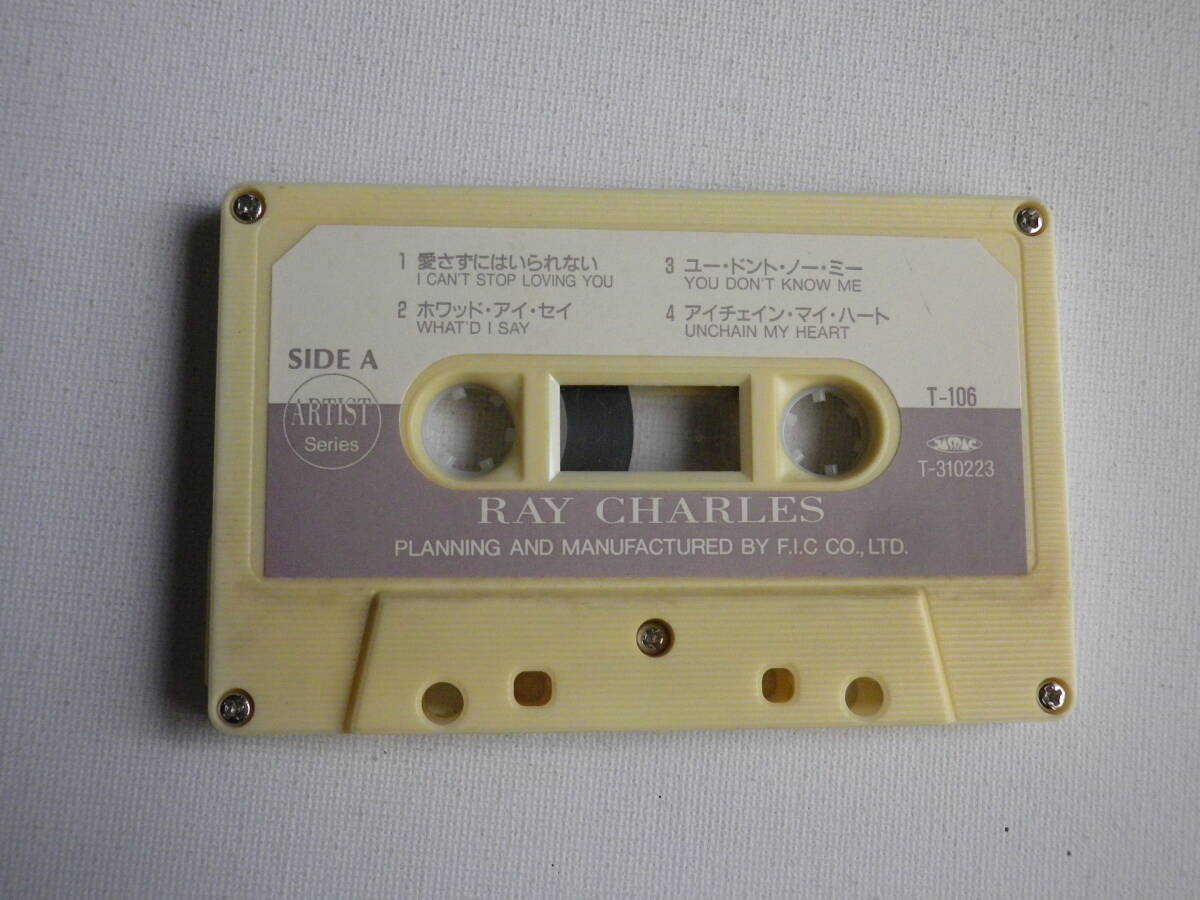 1 愛さずにはいられない
I CAN'T STOP LOVING YOU
2 ホワッド・アイ・セイ
WHAT'D I SAY
3 ユー・ドント・ノー・ミー
YOU DON'T KNOW ME
4 アイチェイン・マイ・ハート
UNCHAIN MY HEART
SIDE A
ARTIST
Series
T-106
JASRAC
T-310223
RAY CHARLES
PLANNING AND MANUFACTURED BY F.I.C CO., LTD.